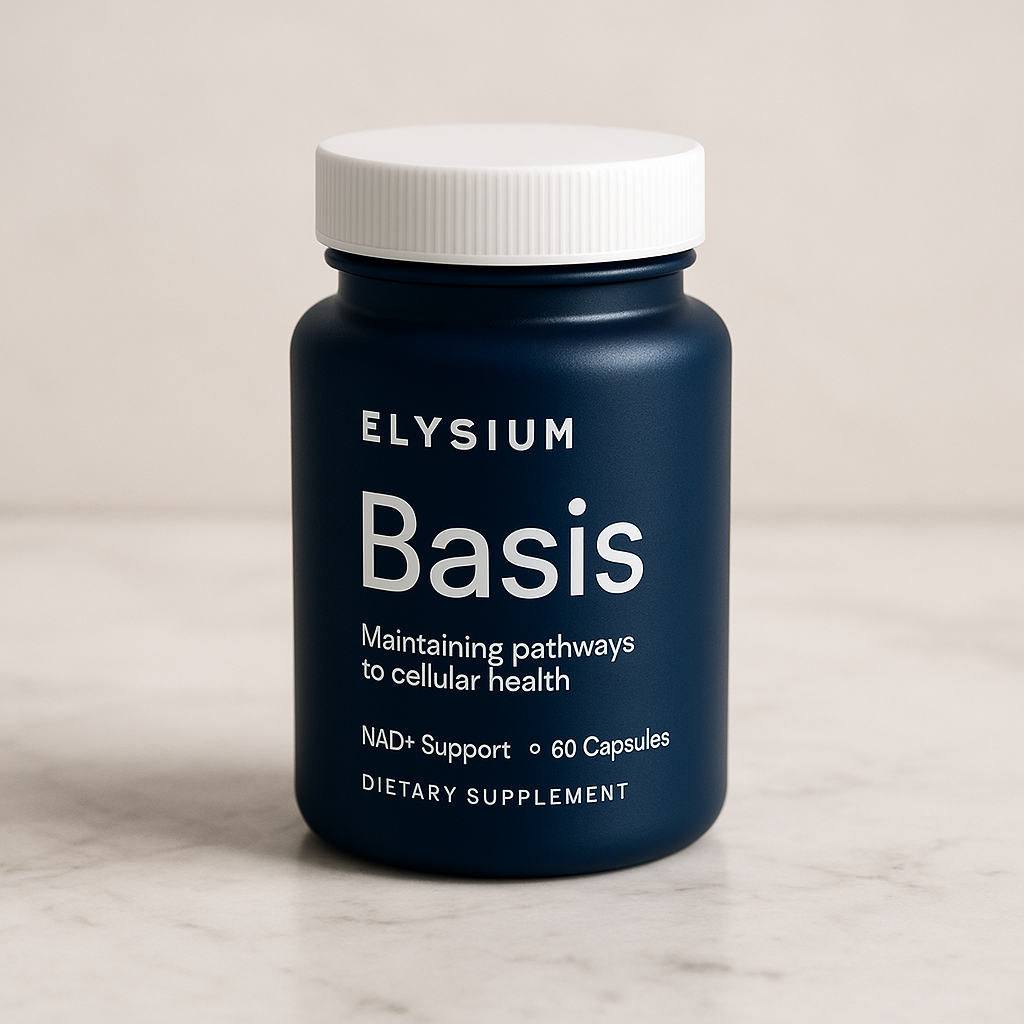 ELYSIUM
Basis
Maintaining pathways
to cellular health
NAD+ Support ○ 60 Capsules
DIETARY SUPPLEMENT